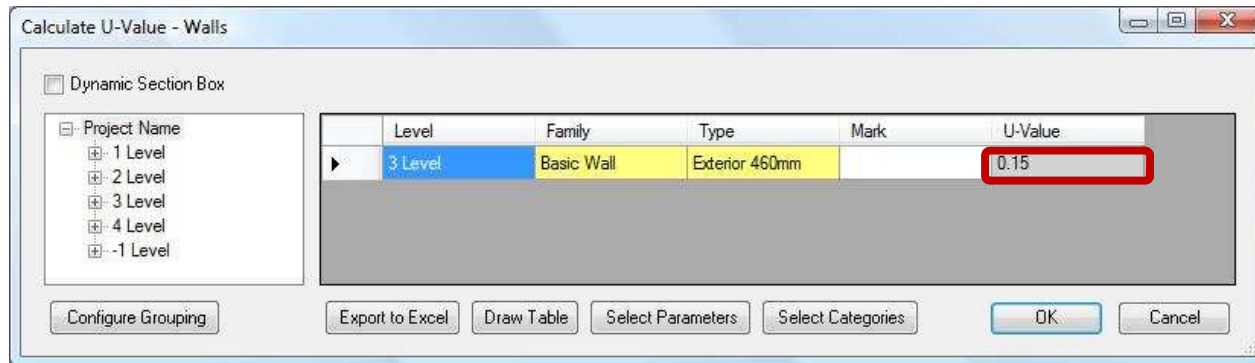 Calculate U-Value - Walls
Dynamic Section Box
Project Name
1 Level
2 Level
3 Level
4 Level
-1 Level
Level Family Type Mark U-Value
3 Level Basic Wall Exterior 460mm 0.15
Configure Grouping Export to Excel Draw Table Select Parameters Select Categories OK Cancel